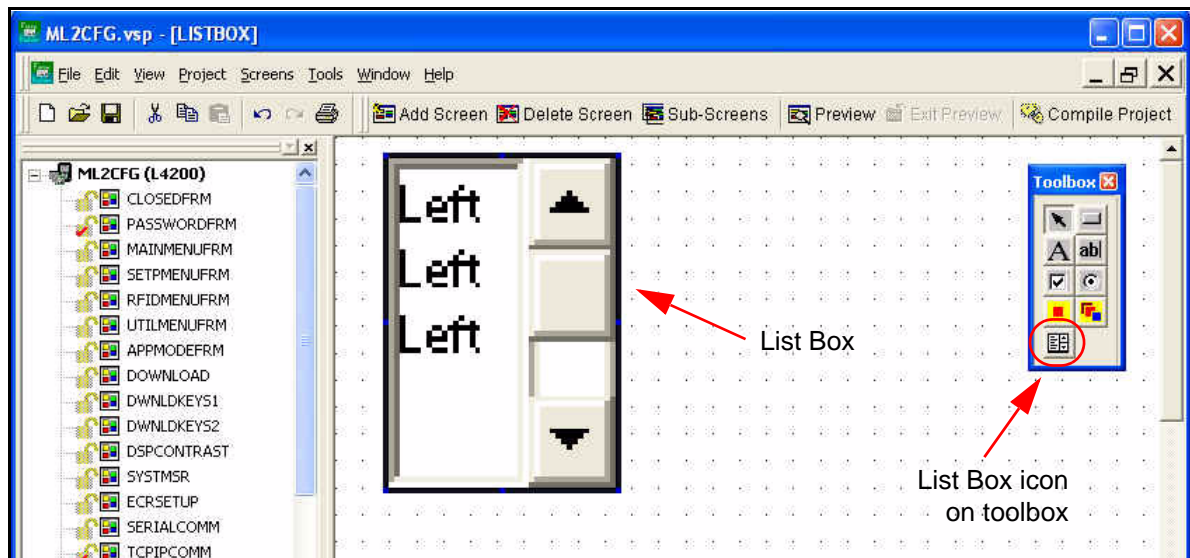 ML2CFG.vsp - [LISTBOX]
File Edit View Project Screens Tools Window Help
Add Screen Delete Screen Sub-Screens Preview Exit Preview Compile Project
ML2CFG (L4200)
CLOSEDFRM
PASSWORDFRM
MAINMENUFRM
SETPMENUFRM
RFIDMENUFRM
UTILMENUFRM
APPMODEFRM
DOWNLOAD
DWNLDKEYS1
DWNLDKEYS2
DSPCONTRAST
SYSTMSR
ECRSETUP
SERIALCOMM
TCPIPCOMM
Left
Left
Left
List Box
Toolbox
A ab
List Box icon
on toolbox